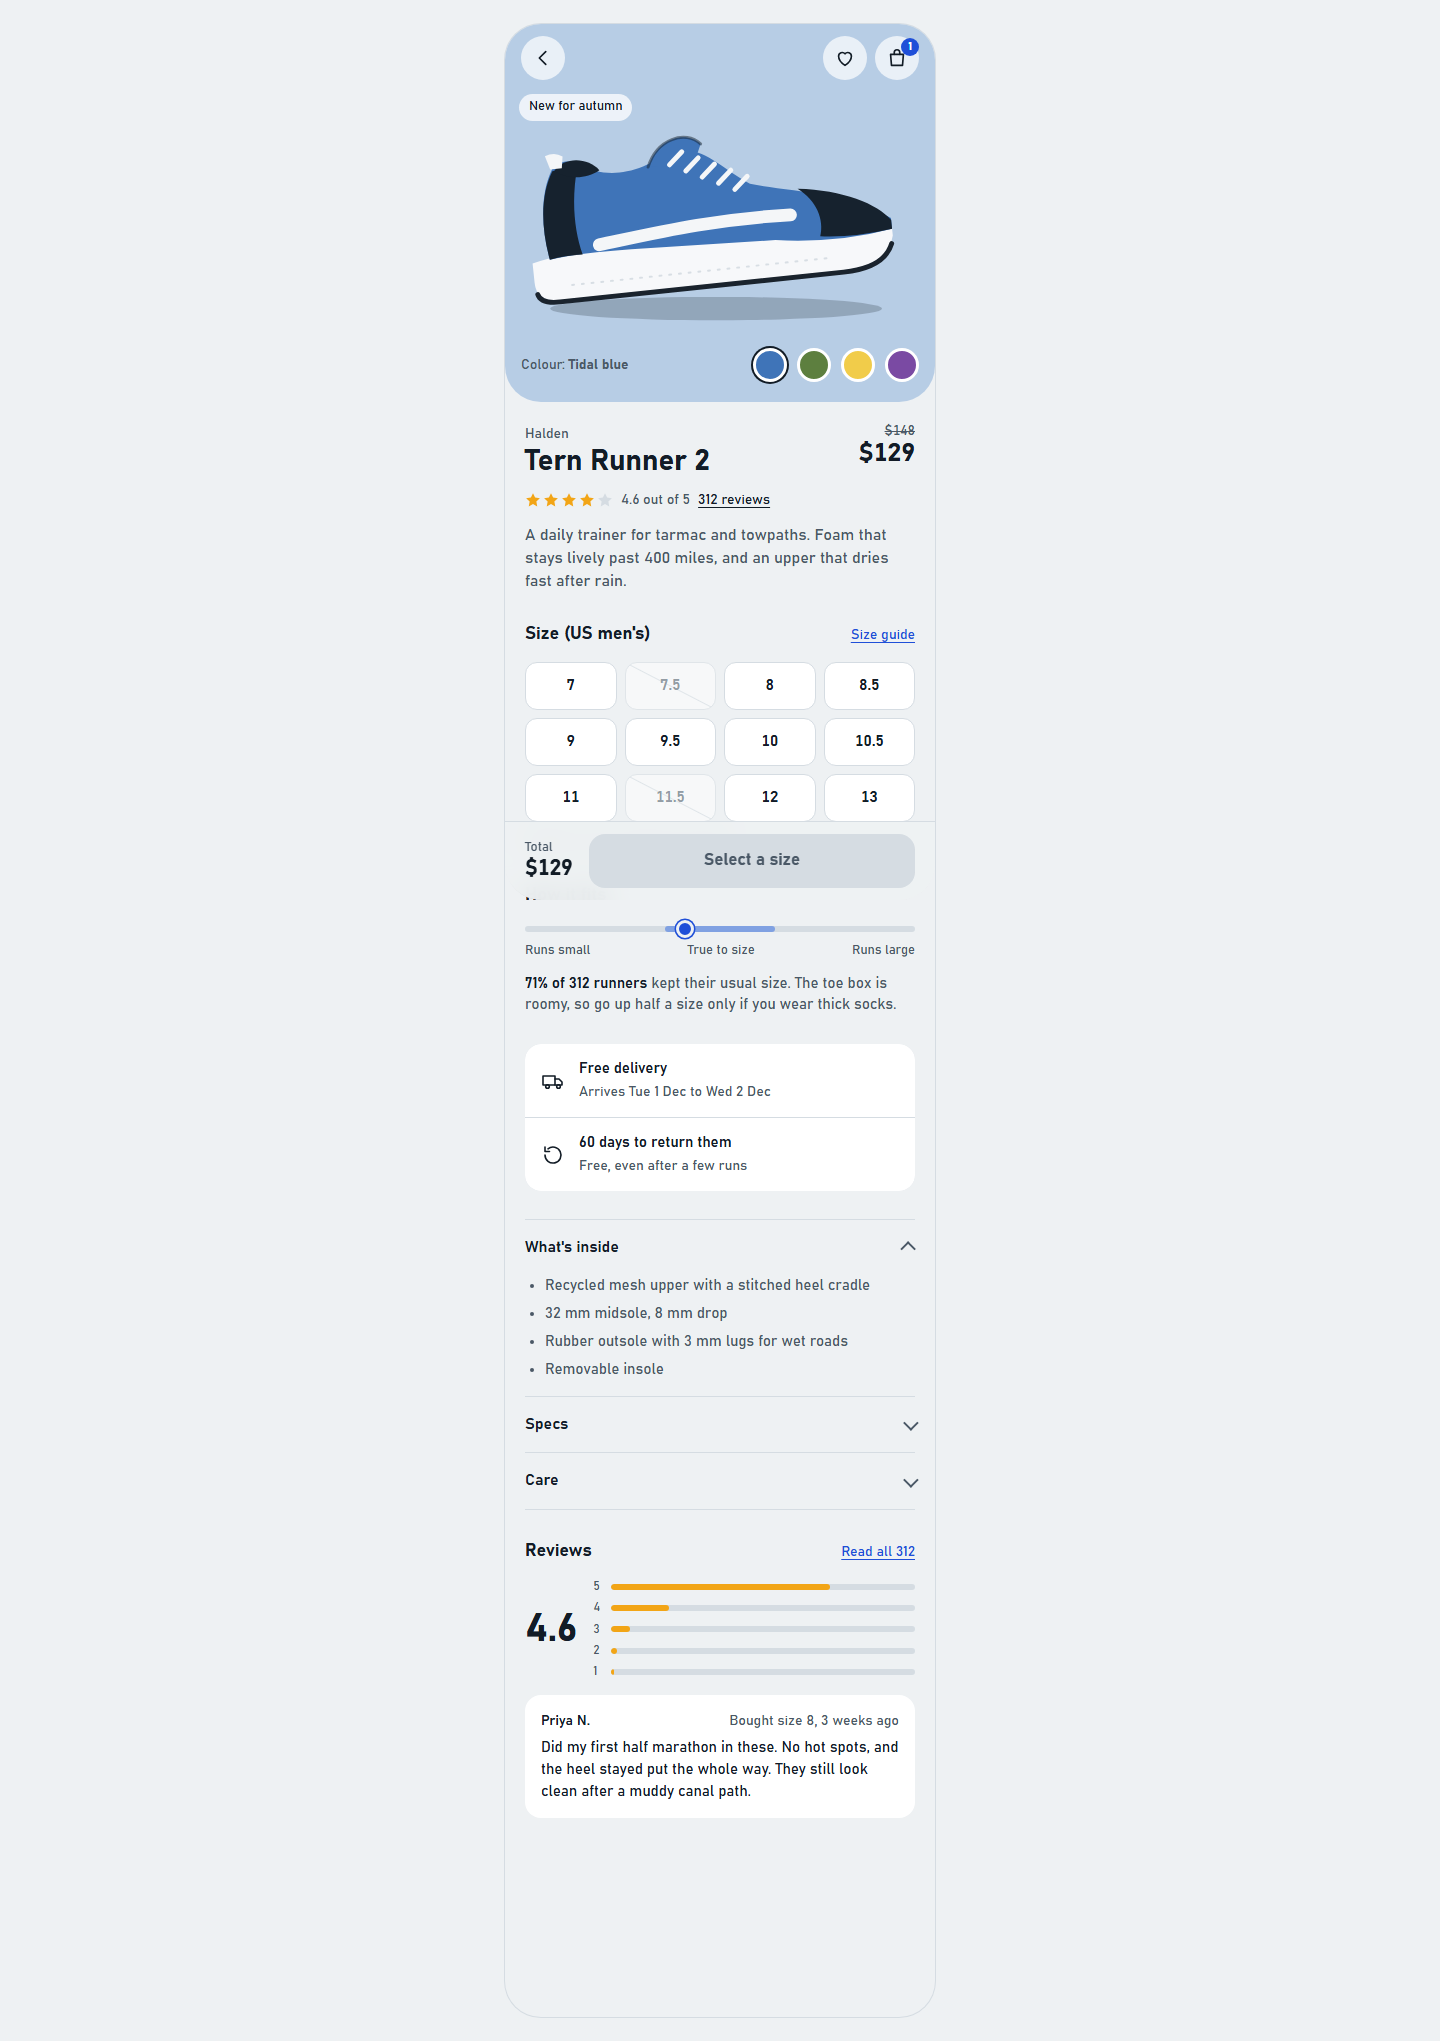 1
New for autumn
Colour: Tidal blue
Halden
$148
Tern Runner 2
$129
4.6 out of 5 312 reviews
A daily trainer for tarmac and towpaths. Foam that
stays lively past 400 miles, and an upper that dries
fast after rain.
Size (US men's)
Size guide
7
7.5
8
8.5
9
9.5
10
10.5
11
11.5
12
13
Total
$129
Select a size
Runs small
True to size
Runs large
71% of 312 runners kept their usual size. The toe box is
roomy, so go up half a size only if you wear thick socks.
Free delivery
Arrives Tue 1 Dec to Wed 2 Dec
60 days to return them
Free, even after a few runs
What's inside
• Recycled mesh upper with a stitched heel cradle
• 32 mm midsole, 8 mm drop
• Rubber outsole with 3 mm lugs for wet roads
• Removable insole
Specs
Care
Reviews
Read all 312
4.6
5
4
3
2
1
Priya N.
Bought size 8, 3 weeks ago
Did my first half marathon in these. No hot spots, and
the heel stayed put the whole way. They still look
clean after a muddy canal path.